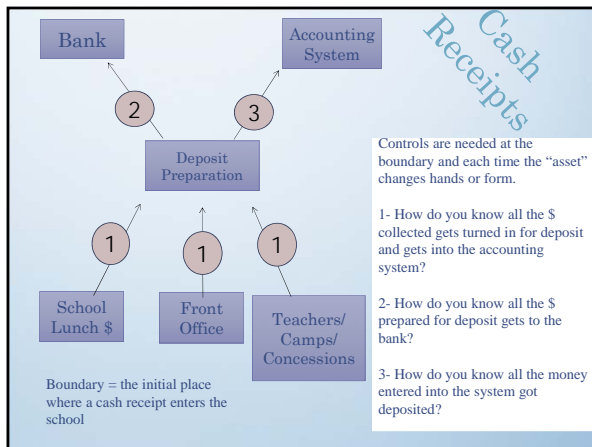 Cash
Receipts
Bank
Accounting
System
2
3
Deposit
Preparation
1
1
1
School
Lunch $
Front
Office
Teachers/
Camps/
Concessions
Boundary = the initial place
where a cash receipt enters the
school
Controls are needed at the
boundary and each time the “asset”
changes hands or form.
1- How do you know all the $
collected gets turned in for deposit
and gets into the accounting
system?
2- How do you know all the $
prepared for deposit gets to the
bank?
3- How do you know all the money
entered into the system got
deposited?